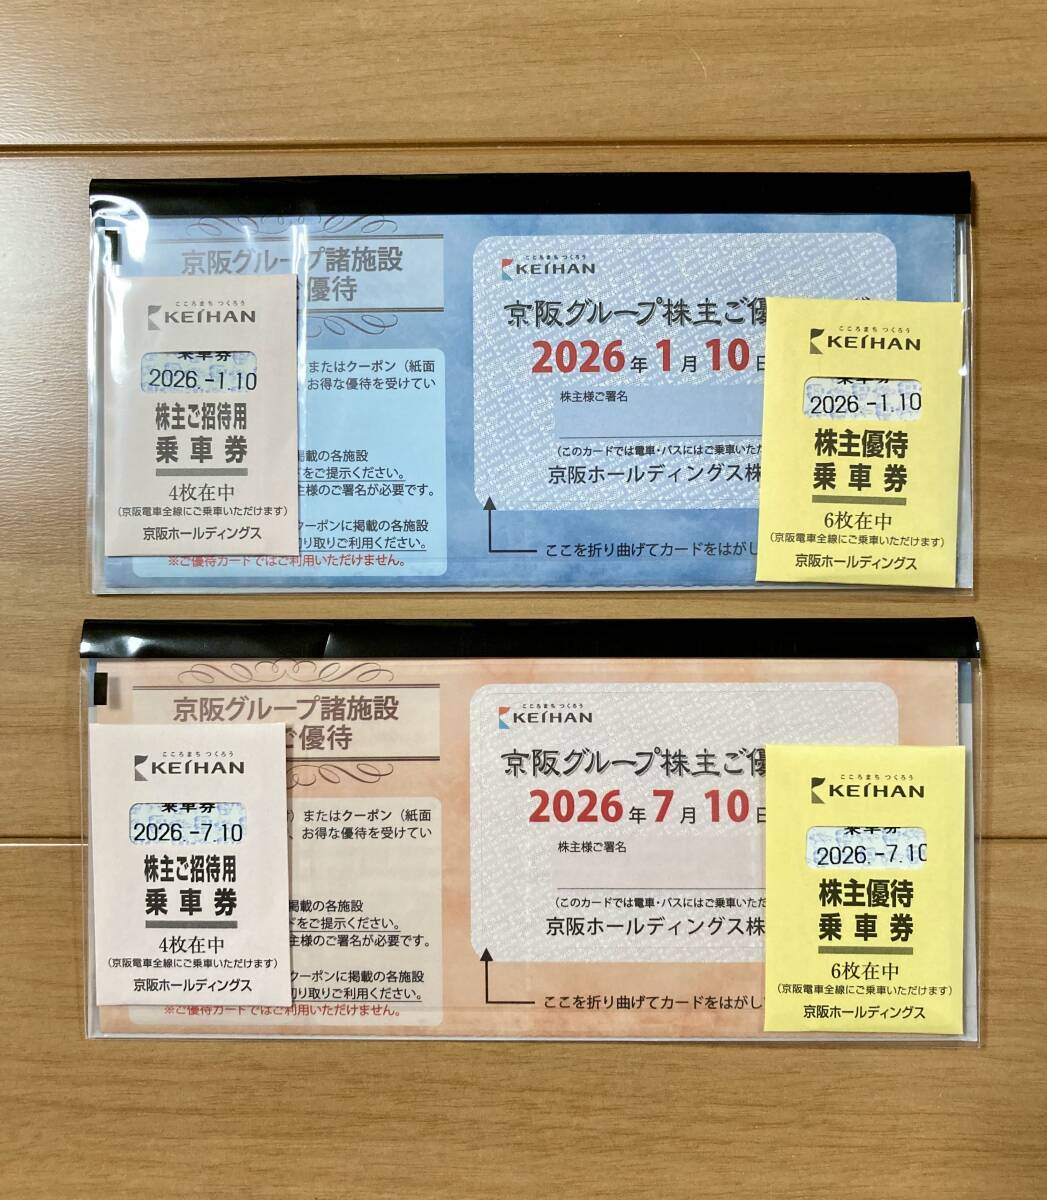 京阪グループ諸施設
ご優待
またはクーポン（紙面
お得な優待を受けてい
掲載の各施設
をご提示ください。
主様のご署名が必要です。
クーポンに掲載の各施設
切り取りご利用ください。
※ご優待カードではご利用いただけません。
こころまち つくろう
KEIHAN
乗車券
2026.-1.10
株主ご招待用
乗車券
4枚在中
(京阪電車全線にご乗車いただけます)
京阪ホールディングス
こころまち つくろう
KEIHAN
京阪グループ株主ご優
2026年1月10日
株主様ご署名
(このカードでは電車・バスにはご乗車いただ
京阪ホールディングス株
ここを折り曲げてカードをはがし
こころまち つくろう
KEIHAN
乗車券
2026.-1.10
株主優待
乗車券
6枚在中
(京阪電車全線にご乗車いただけます)
京阪ホールディングス
京阪グループ諸施設
ご優待
またはクーポン（紙面
、お得な優待を受けてい
掲載の各施設
をご提示ください。
主様のご署名が必要です。
クーポンに掲載の各施設
切り取りご利用ください。
※ご優待カードではご利用いただけません。
こころまち つくろう
KEIHAN
乗車券
2026.-7.10
株主ご招待用
乗車券
4枚在中
(京阪電車全線にご乗車いただけます)
京阪ホールディングス
こころまち つくろう
KEIHAN
京阪グループ株主ご優
2026年7月10日
株主様ご署名
(このカードでは電車・バスにはご乗車いただ
京阪ホールディングス株
ここを折り曲げてカードをはがし
こころまち つくろう
KEIHAN
乗車券
2026.-7.10
株主優待
乗車券
6枚在中
(京阪電車全線にご乗車いただけます)
京阪ホールディングス